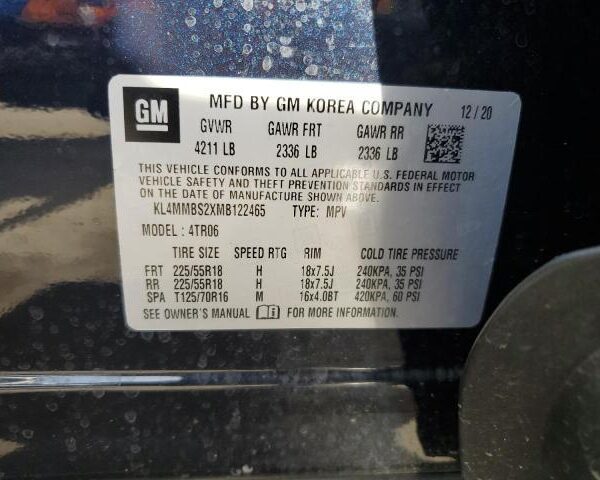 GM MFD BY GM KOREA COMPANY 12/20
GVWR GAWR FRT GAWR RR
4211 LB 2336 LB 2336 LB
THIS VEHICLE CONFORMS TO ALL APPLICABLE U.S. FEDERAL MOTOR
VEHICLE SAFETY AND THEFT PREVENTION STANDARDS IN EFFECT
ON THE DATE OF MANUFACTURE SHOWN ABOVE.
KL4MMBS2XMB122465 TYPE: MPV
MODEL: 4TR06
TIRE SIZE SPEED RTG RIM COLD TIRE PRESSURE
FRT 225/55R18 H 18x7.5J 240KPA, 35 PSI
RR 225/55R18 H 18x7.5J 240KPA, 35 PSI
SPA T125/70R16 M 16x4.0BT 420KPA, 60 PSI
SEE OWNER'S MANUAL FOR MORE INFORMATION.